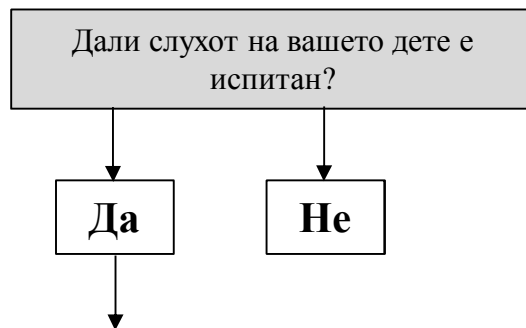 Дали слухот на вашето дете е
испитан?
Да
Не